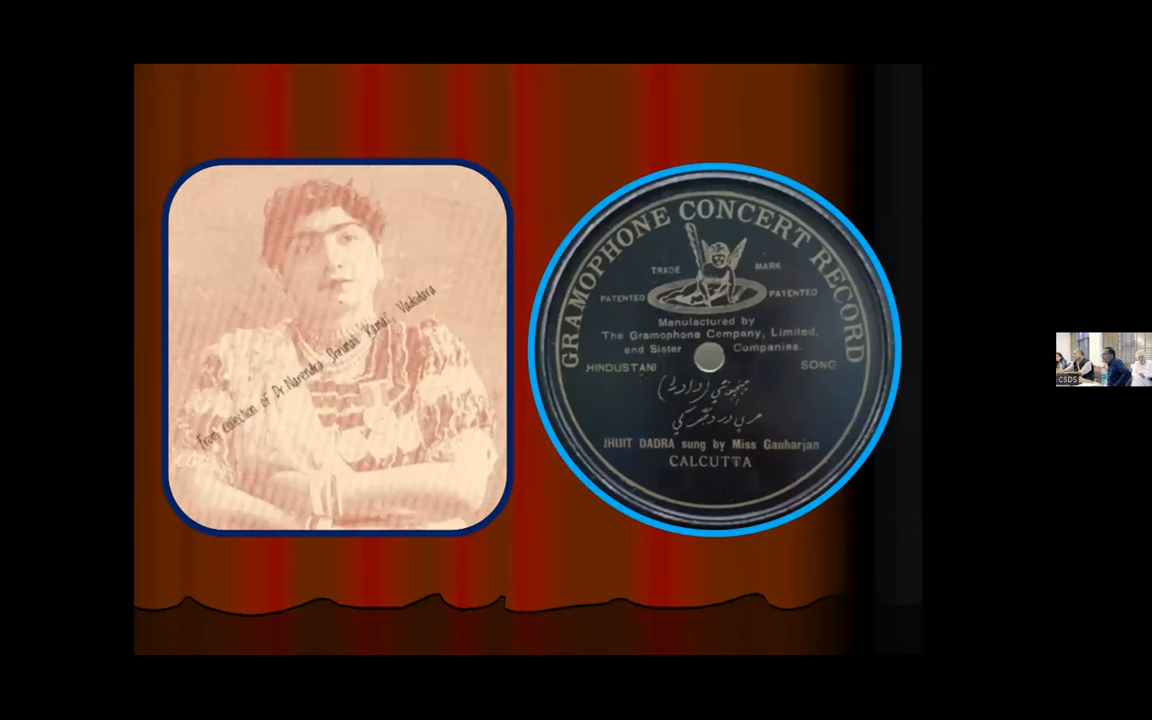 From collection of Dr. Narendra Shrimali 'Kamal', Vadodara
GRAMOPHONE CONCERT RECORD
TRADE MARK
PATENTED PATENTED
Manufactured by
The Gramophone Company, Limited,
and Sister Companies.
HINDUSTANI SONG
JHIJIT DADRA sung by Miss Gauharjan
CALCUTTA
CSDS